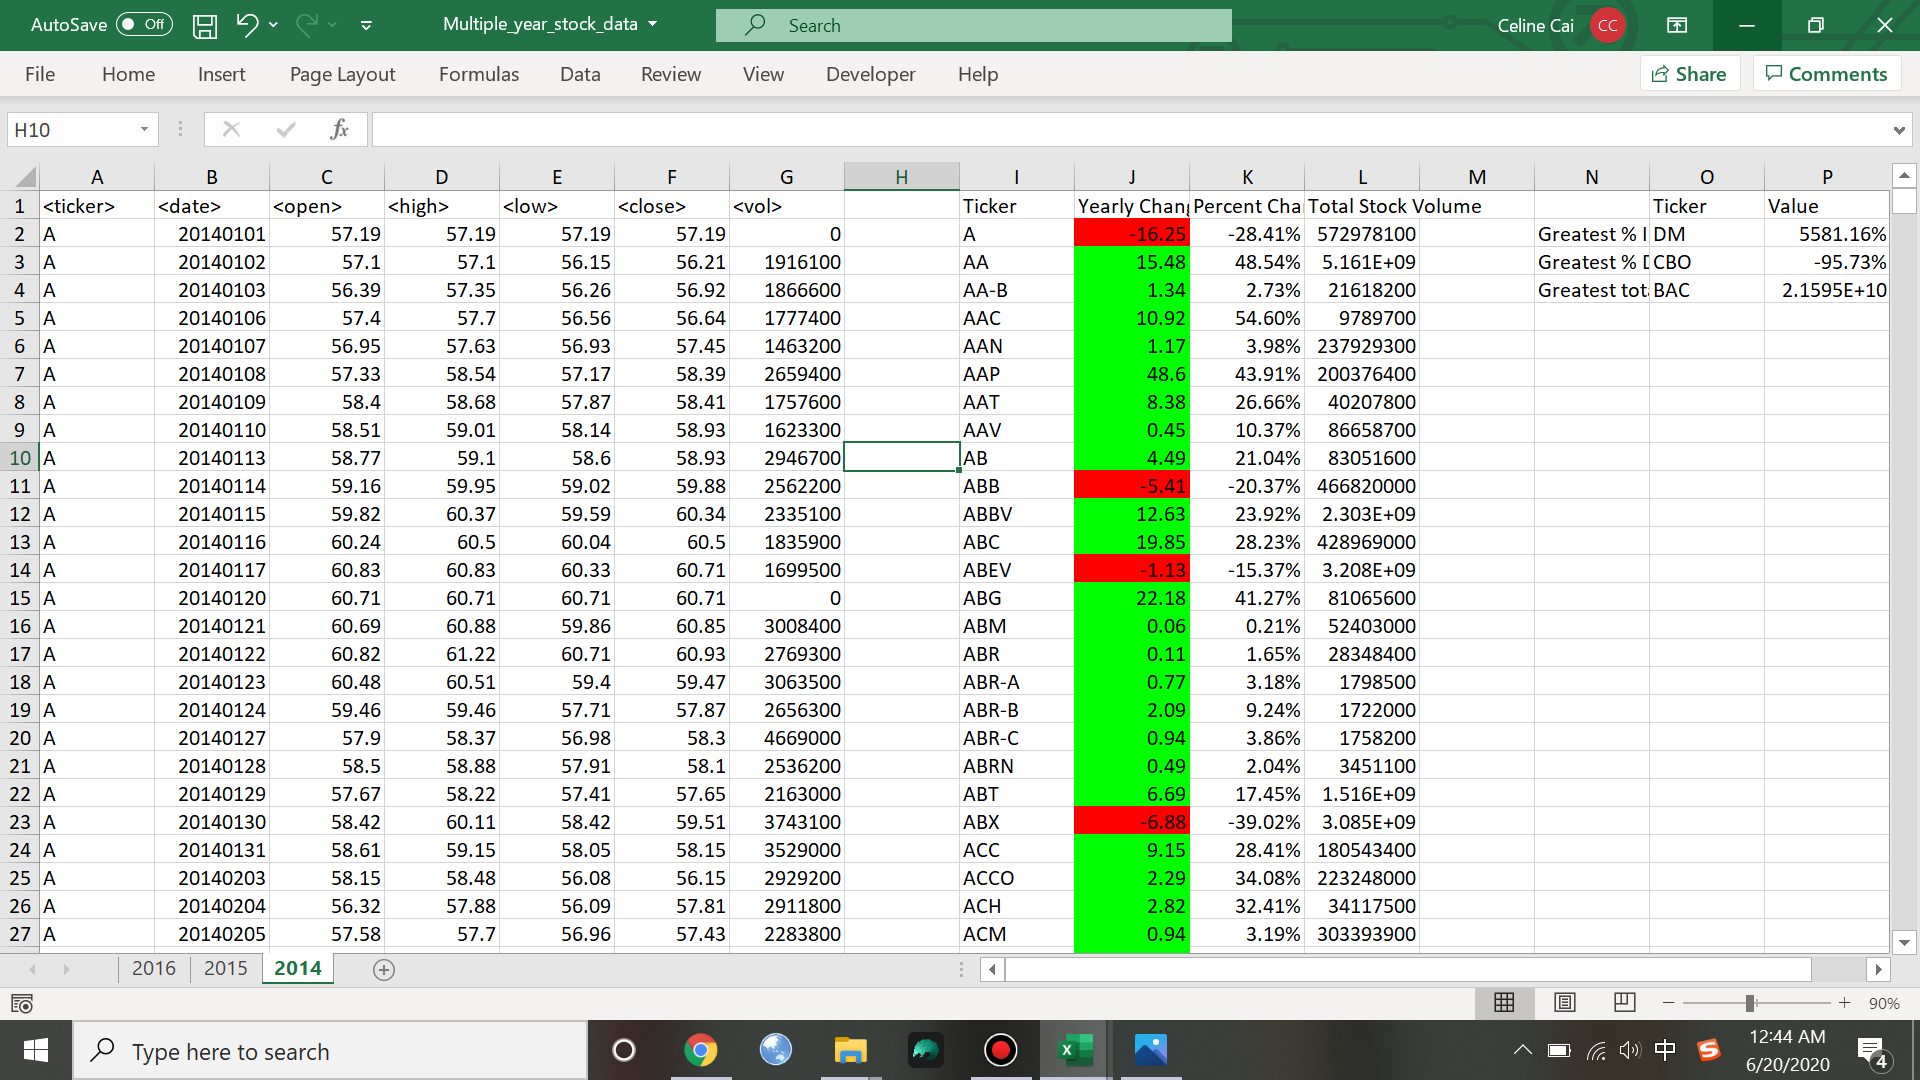 AutoSave Off Multiple_year_stock_data Search Celine Cai CC
File Home Insert Page Layout Formulas Data Review View Developer Help Share Comments
H10 fx
A B C D E F G H I J K L M N O P
1 <ticker> <date> <open> <high> <low> <close> <vol> Ticker Yearly Chang Percent Cha Total Stock Volume Ticker Value
2 A 20140101 57.19 57.19 57.19 57.19 0 A -16.25 -28.41% 572978100 Greatest % I DM 5581.16%
3 A 20140102 57.1 57.1 56.15 56.21 1916100 AA 15.48 48.54% 5.161E+09 Greatest % D CBO -95.73%
4 A 20140103 56.39 57.35 56.26 56.92 1866600 AA-B 1.34 2.73% 21618200 Greatest tot BAC 2.1595E+10
5 A 20140106 57.4 57.7 56.56 56.64 1777400 AAC 10.92 54.60% 9789700
6 A 20140107 56.95 57.63 56.93 57.45 1463200 AAN 1.17 3.98% 237929300
7 A 20140108 57.33 58.54 57.17 58.39 2659400 AAP 48.6 43.91% 200376400
8 A 20140109 58.4 58.68 57.87 58.41 1757600 AAT 8.38 26.66% 40207800
9 A 20140110 58.51 59.01 58.14 58.93 1623300 AAV 0.45 10.37% 86658700
10 A 20140113 58.77 59.1 58.6 58.93 2946700 AB 4.49 21.04% 83051600
11 A 20140114 59.16 59.95 59.02 59.88 2562200 ABB -5.41 -20.37% 466820000
12 A 20140115 59.82 60.37 59.59 60.34 2335100 ABBV 12.63 23.92% 2.303E+09
13 A 20140116 60.24 60.5 60.04 60.5 1835900 ABC 19.85 28.23% 428969000
14 A 20140117 60.83 60.83 60.33 60.71 1699500 ABEV -1.13 -15.37% 3.208E+09
15 A 20140120 60.71 60.71 60.71 60.71 0 ABG 22.18 41.27% 81065600
16 A 20140121 60.69 60.88 59.86 60.85 3008400 ABM 0.06 0.21% 52403000
17 A 20140122 60.82 61.22 60.71 60.93 2769300 ABR 0.11 1.65% 28348400
18 A 20140123 60.48 60.51 59.4 59.47 3063500 ABR-A 0.77 3.18% 1798500
19 A 20140124 59.46 59.46 57.71 57.87 2656300 ABR-B 2.09 9.24% 1722000
20 A 20140127 57.9 58.37 56.98 58.3 4669000 ABR-C 0.94 3.86% 1758200
21 A 20140128 58.5 58.88 57.91 58.1 2536200 ABRN 0.49 2.04% 3451100
22 A 20140129 57.67 58.22 57.41 57.65 2163000 ABT 6.69 17.45% 1.516E+09
23 A 20140130 58.42 60.11 58.42 59.51 3743100 ABX -6.88 -39.02% 3.085E+09
24 A 20140131 58.61 59.15 58.05 58.15 3529000 ACC 9.15 28.41% 180543400
25 A 20140203 58.15 58.48 56.08 56.15 2929200 ACCO 2.29 34.08% 223248000
26 A 20140204 56.32 57.88 56.09 57.81 2911800 ACH 2.82 32.41% 34117500
27 A 20140205 57.58 57.7 56.96 57.43 2283800 ACM 0.94 3.19% 303393900
2016 2015 2014
90%
Type here to search 中 S 12:44 AM
6/20/2020 4